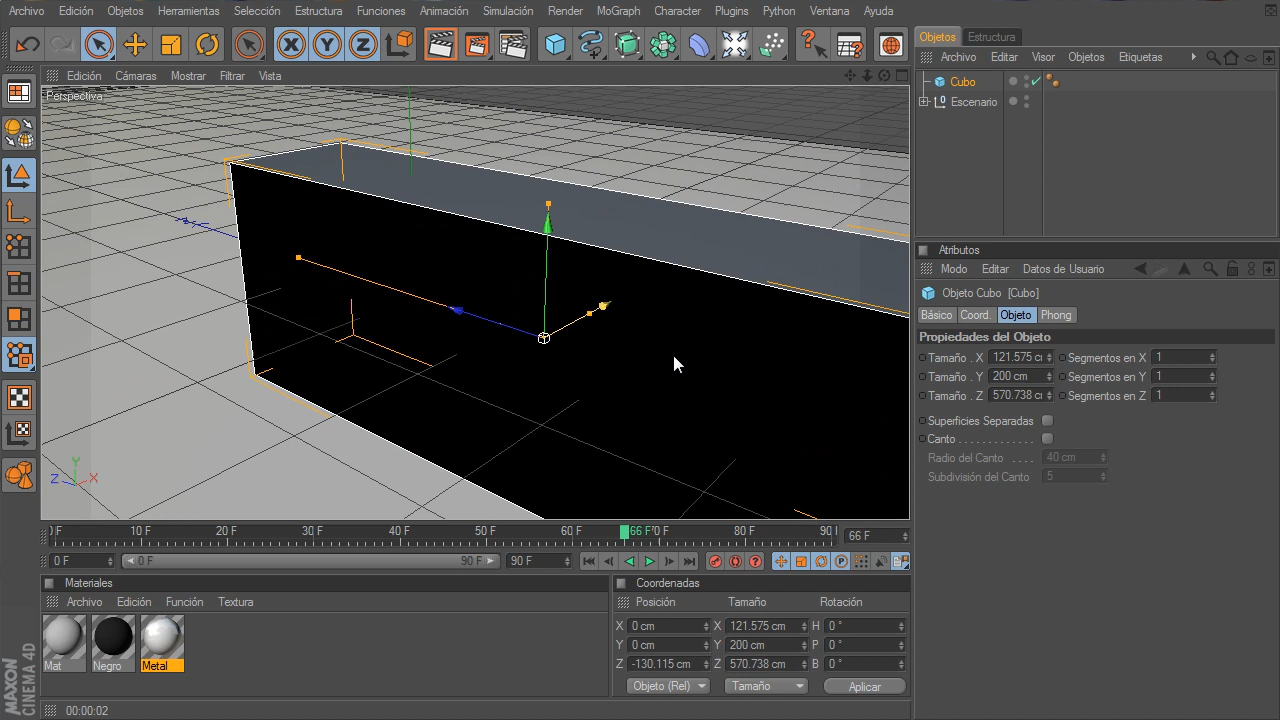 Archivo Edición Objetos Herramientas Selección Estructura Funciones Animación Simulación Render MoGraph Character Plugins Python Ventana Ayuda
Objetos Estructura
Archivo Editar Visor Objetos Etiquetas
Edición Cámaras Mostrar Filtrar Vista
Perspectiva
Cubo
Escenario
Atributos
Modo Editar Datos de Usuario
Objeto Cubo [Cubo]
Básico Coord. Objeto Phong
Propiedades del Objeto
Tamaño . X 121.575 Segmentos en X 1
Tamaño . Y 200 cm Segmentos en Y 1
Tamaño . Z 570.738 Segmentos en Z 1
Superficies Separadas
Canto . . . . . . . . . . . .
Radio del Canto . . . . 40 cm
Subdivisión del Canto 5
Y
Z X
F 10 F 20 F 30 F 40 F 50 F 60 F 66 F 80 F 66 F
0 F 0 F 90 F 90 F
Materiales
Archivo Edición Función Textura
Mat Negro Metal
Coordenadas
Posición Tamaño Rotación
X 0 cm X 121.575 cm H 0 °
Y 0 cm Y 200 cm P 0 °
Z -130.115 cm Z 570.738 cm B 0 °
Objeto (Rel) Tamaño Aplicar
MAXON
CINEMA 4D
00:00:02